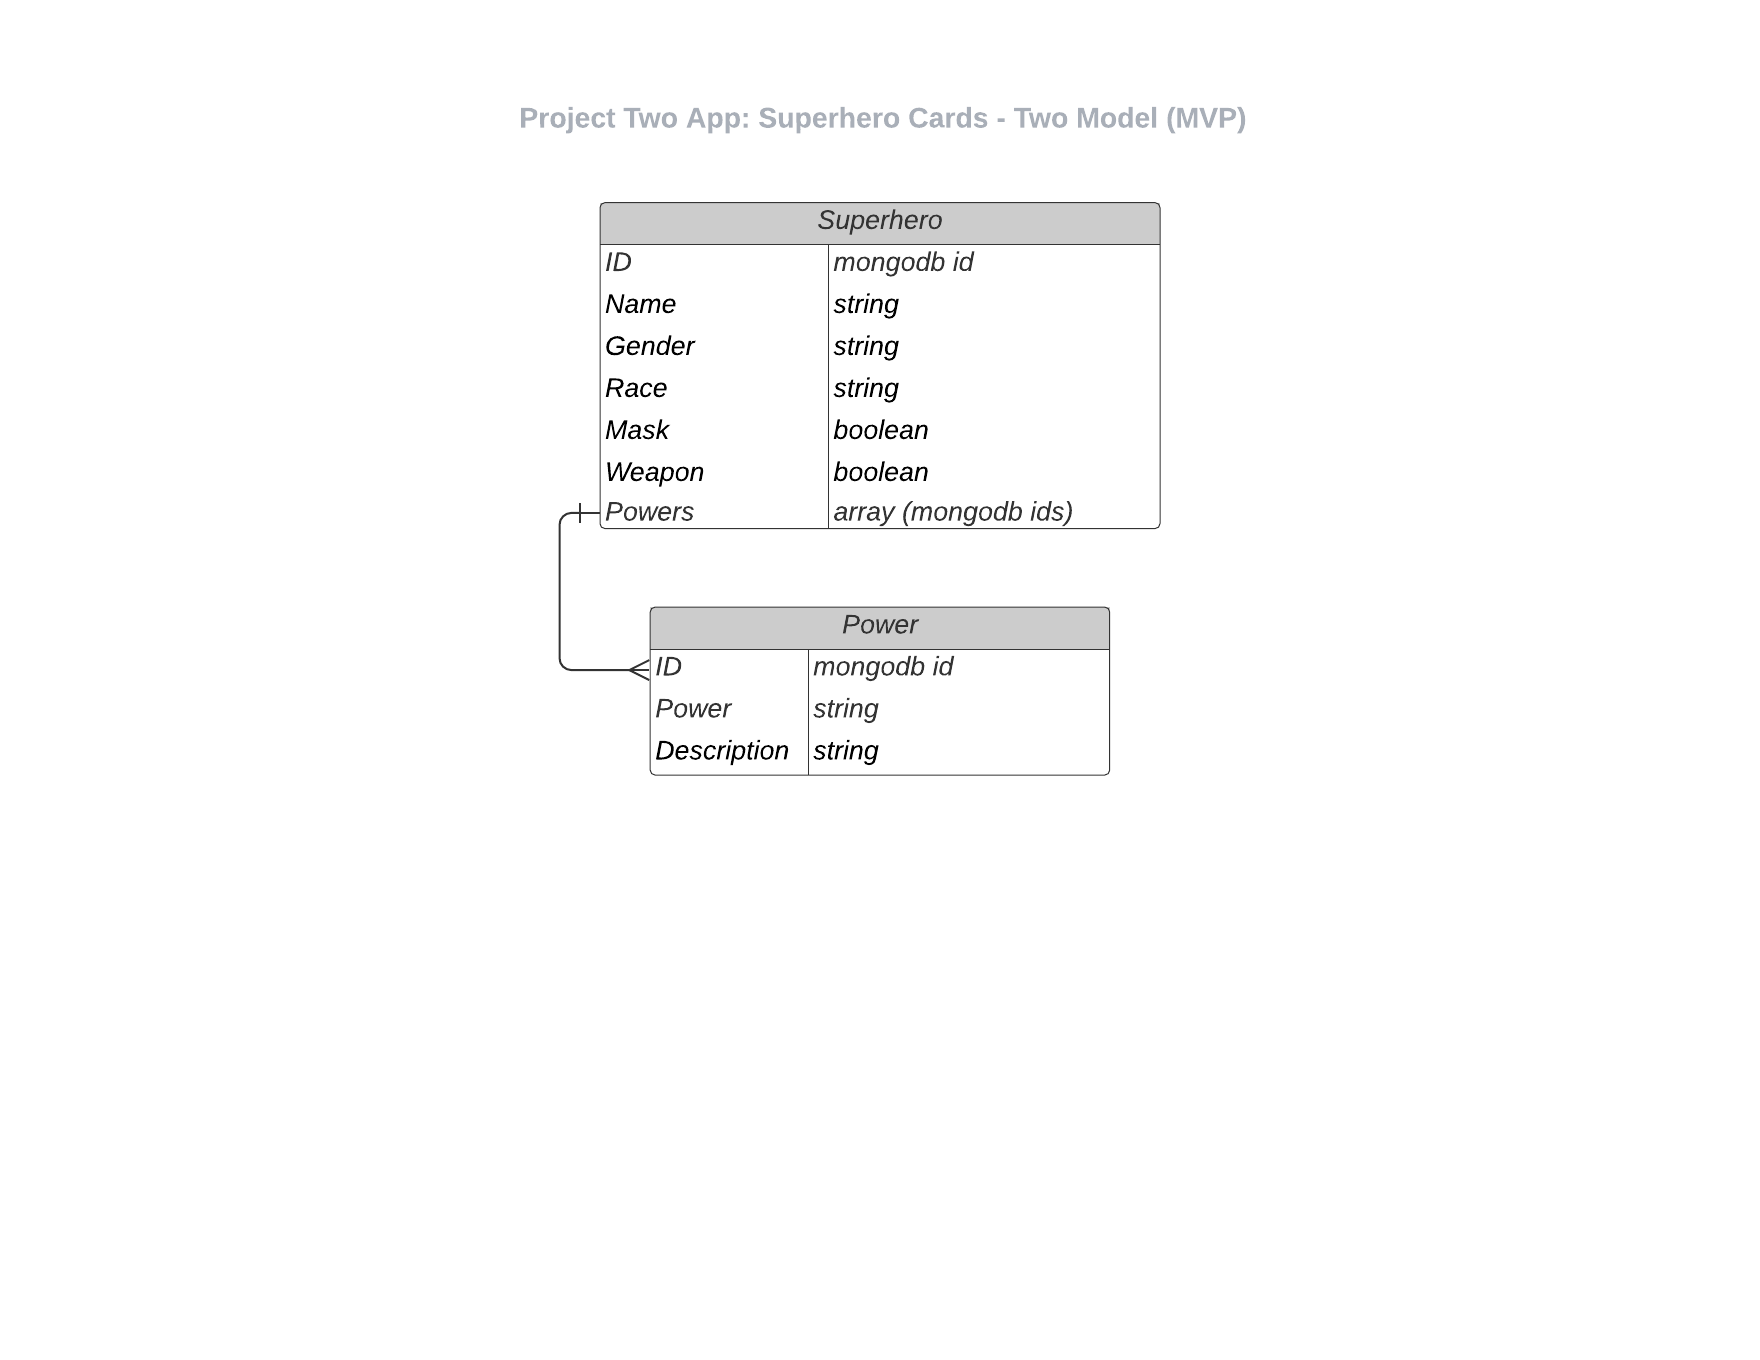 Project Two App: Superhero Cards - Two Model (MVP)
Superhero
ID mongodb id
Name string
Gender string
Race string
Mask boolean
Weapon boolean
Powers array (mongodb ids)
Power
ID mongodb id
Power string
Description string